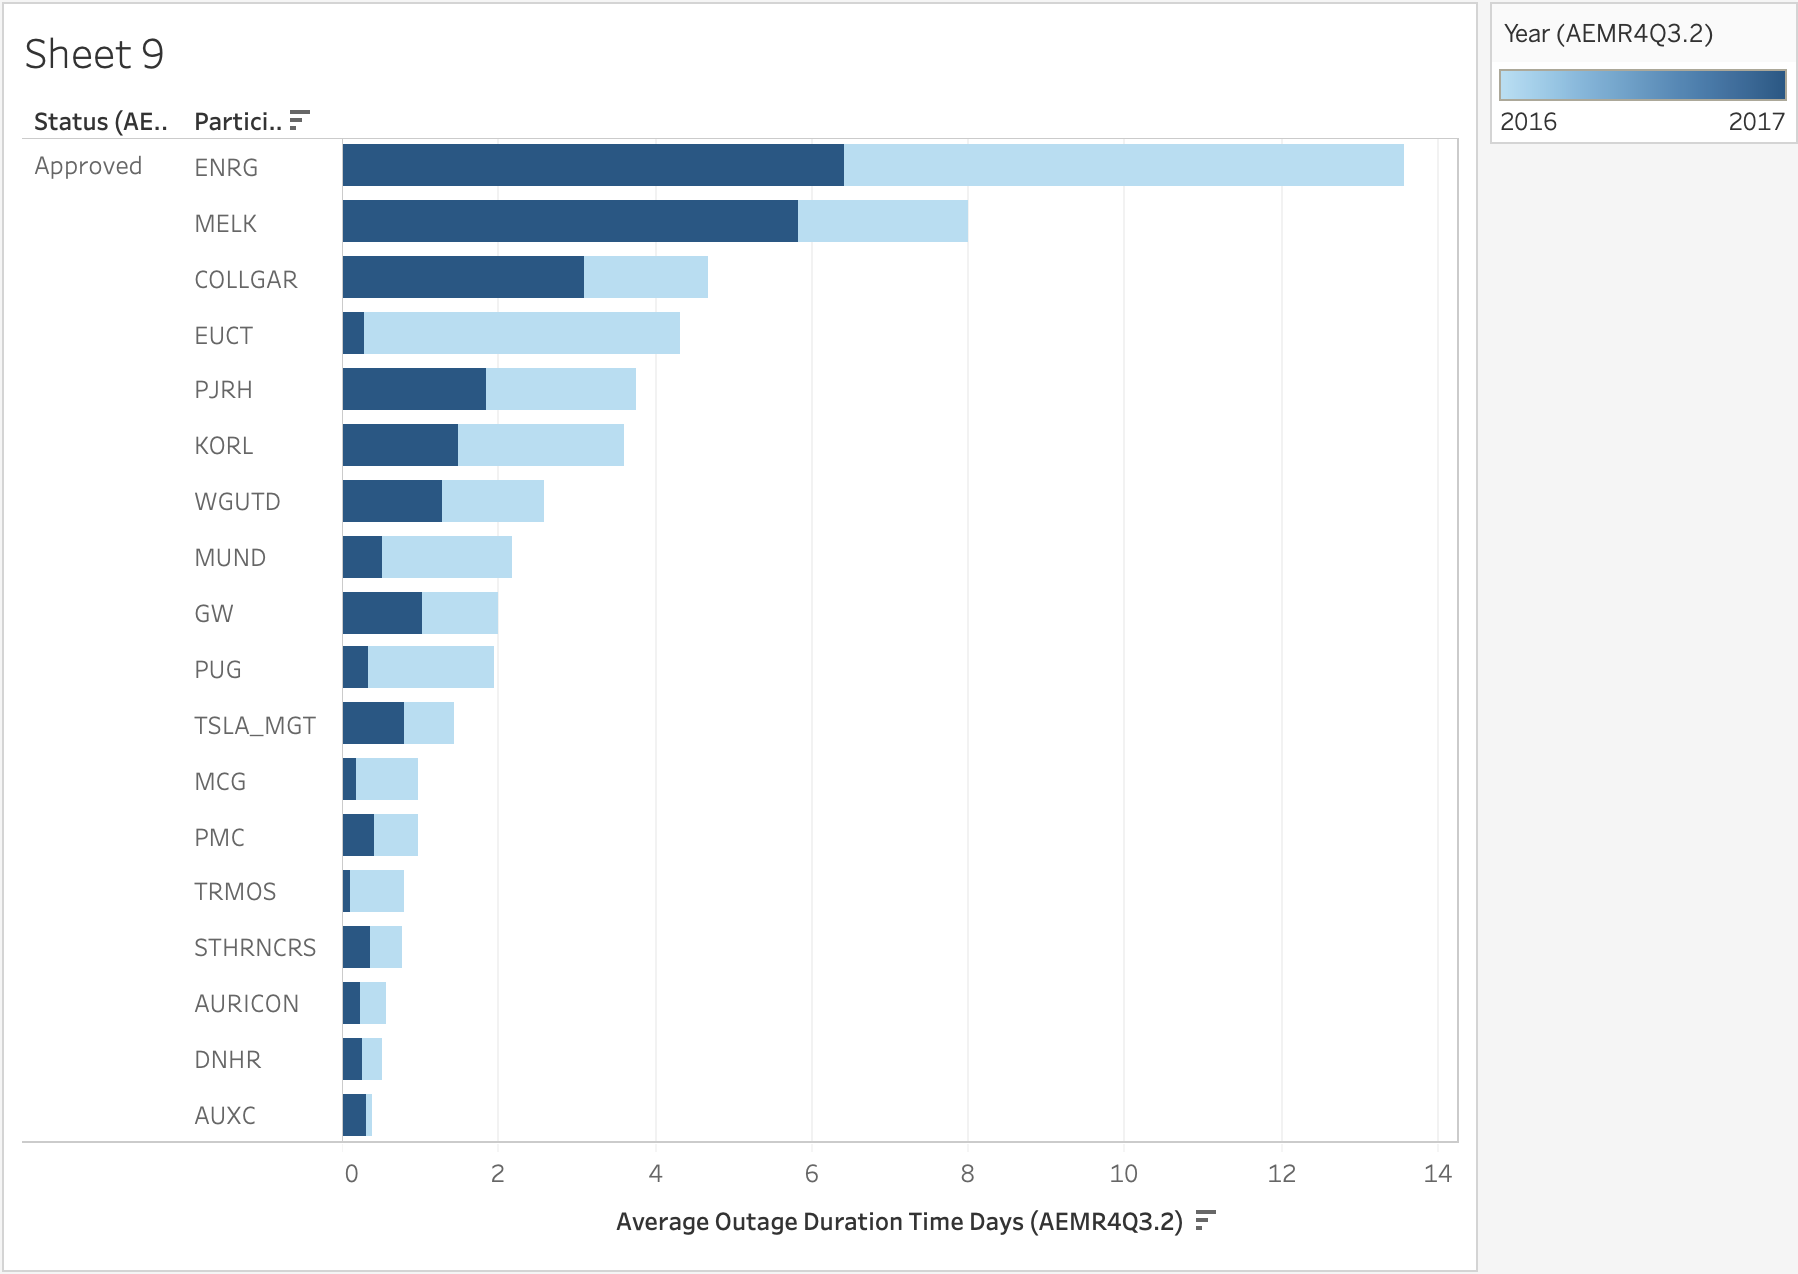 Sheet 9
Status (AE.. Partici..
Approved ENRG
MELK
COLLGAR
EUCT
PJRH
KORL
WGUTD
MUND
GW
PUG
TSLA_MGT
MCG
PMC
TRMOS
STHRNCRS
AURICON
DNHR
AUXC
0 2 4 6 8 10 12 14
Average Outage Duration Time Days (AEMR4Q3.2)
Year (AEMR4Q3.2)
2016 2017